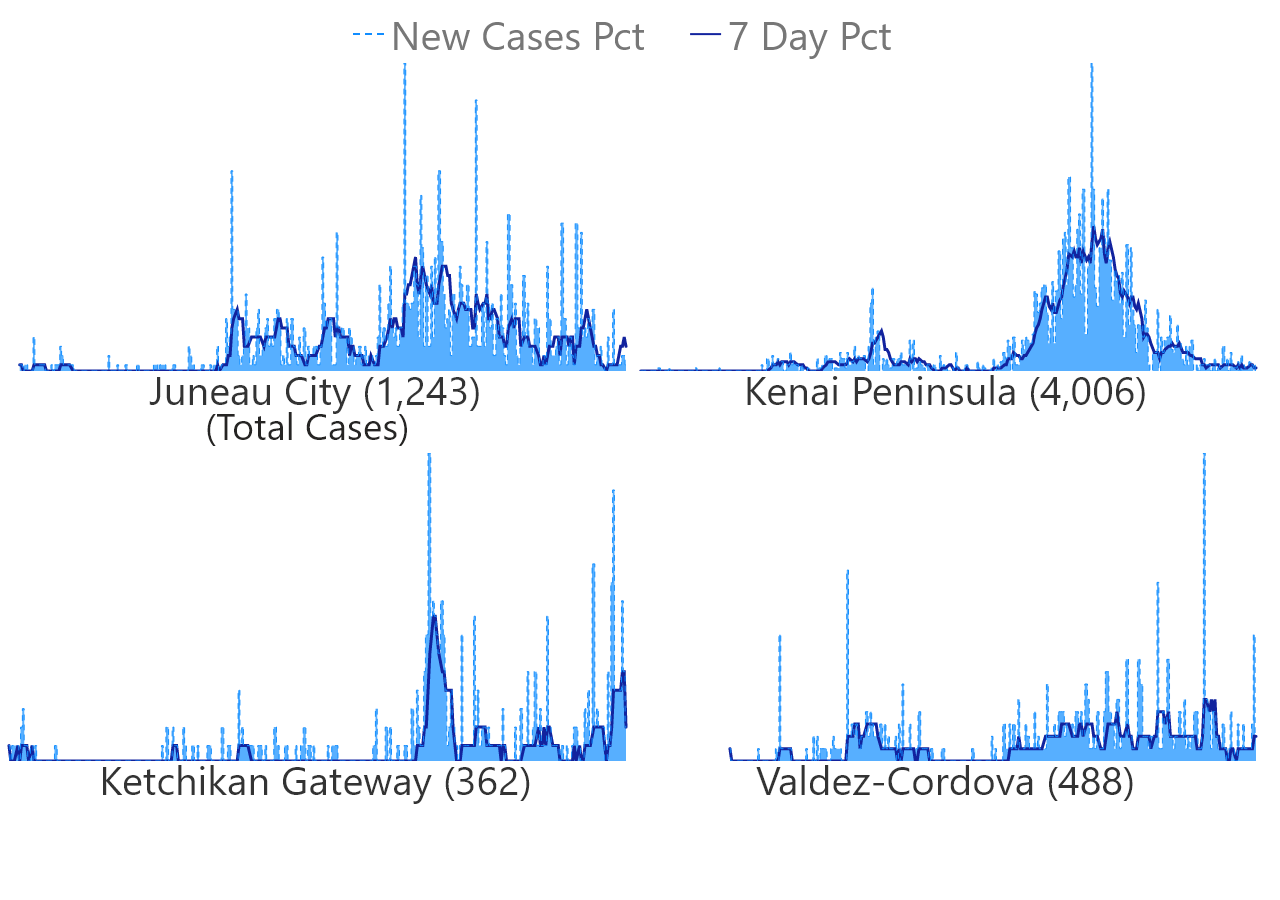 New Cases Pct 7 Day Pct
Juneau City (1,243) Kenai Peninsula (4,006)
(Total Cases)
Ketchikan Gateway (362) Valdez-Cordova (488)